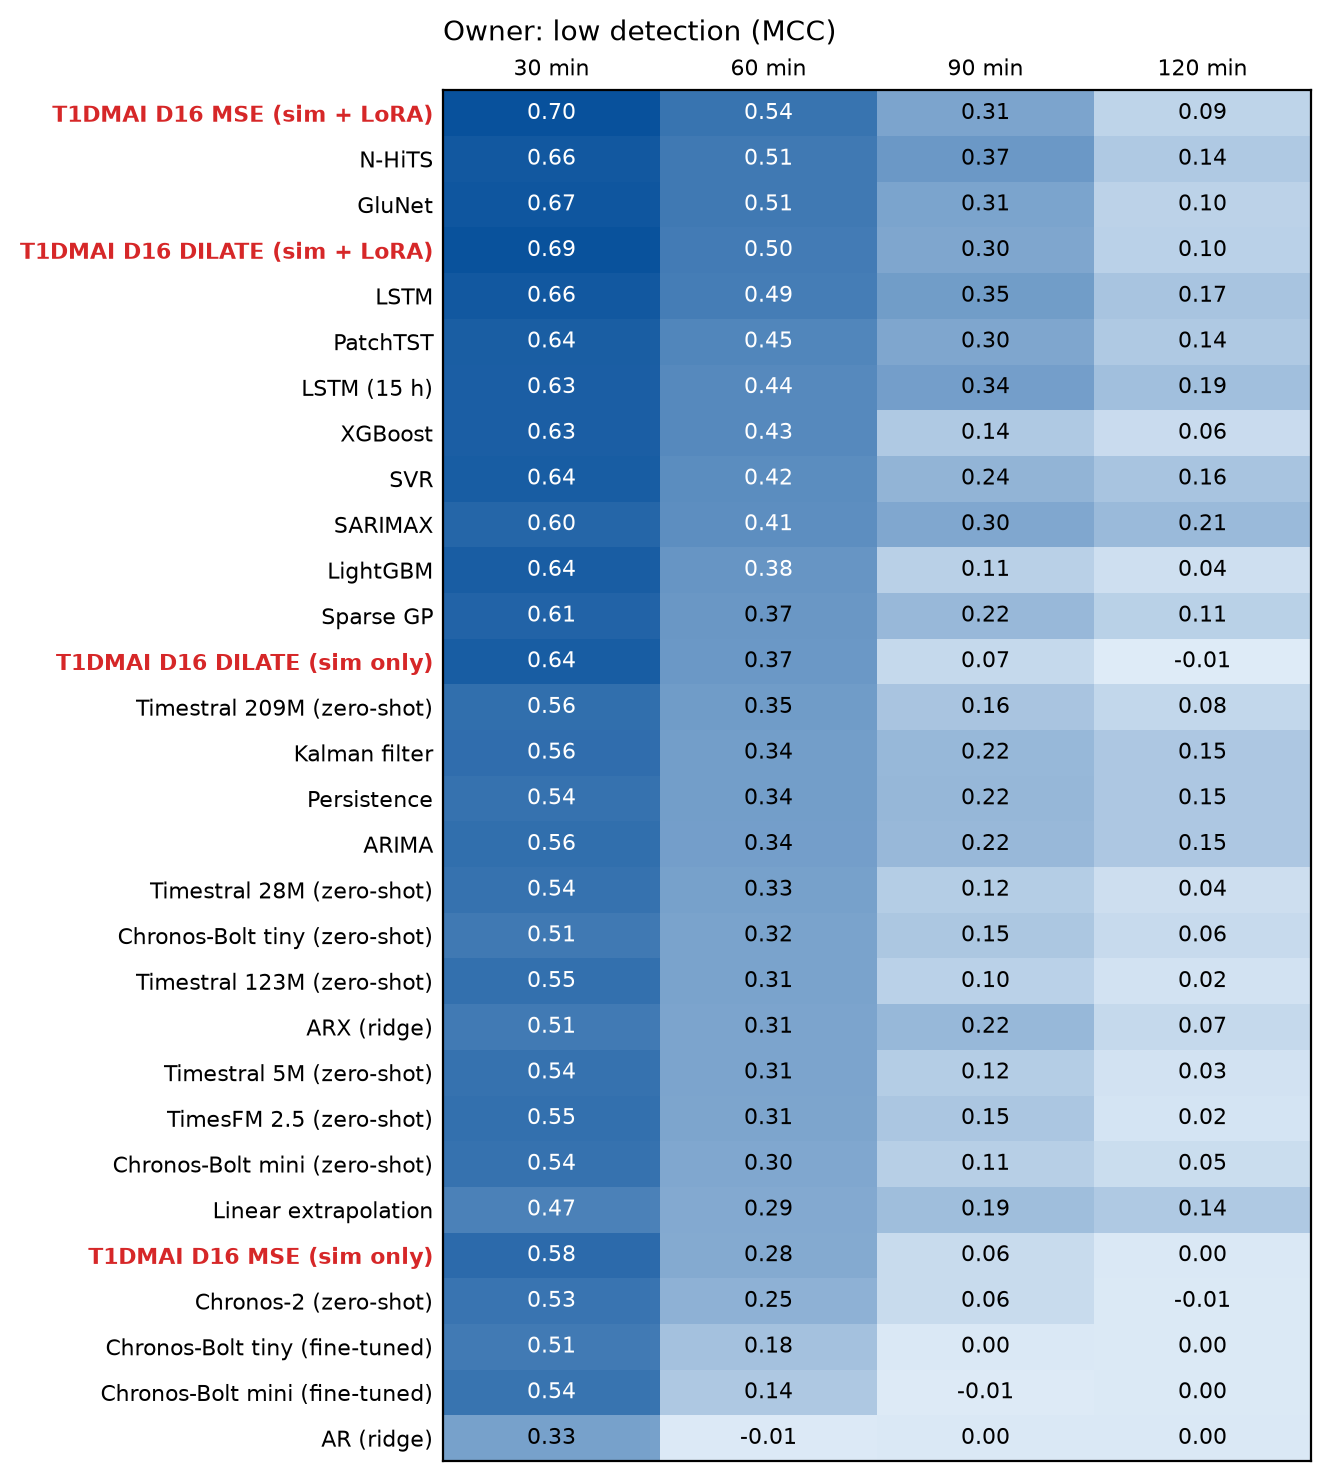 Owner: low detection (MCC)
30 min 60 min 90 min 120 min
T1DMAI D16 MSE (sim + LoRA) 0.70 0.54 0.31 0.09
N-HiTS 0.66 0.51 0.37 0.14
GluNet 0.67 0.51 0.31 0.10
T1DMAI D16 DILATE (sim + LoRA) 0.69 0.50 0.30 0.10
LSTM 0.66 0.49 0.35 0.17
PatchTST 0.64 0.45 0.30 0.14
LSTM (15 h) 0.63 0.44 0.34 0.19
XGBoost 0.63 0.43 0.14 0.06
SVR 0.64 0.42 0.24 0.16
SARIMAX 0.60 0.41 0.30 0.21
LightGBM 0.64 0.38 0.11 0.04
Sparse GP 0.61 0.37 0.22 0.11
T1DMAI D16 DILATE (sim only) 0.64 0.37 0.07 -0.01
Timestral 209M (zero-shot) 0.56 0.35 0.16 0.08
Kalman filter 0.56 0.34 0.22 0.15
Persistence 0.54 0.34 0.22 0.15
ARIMA 0.56 0.34 0.22 0.15
Timestral 28M (zero-shot) 0.54 0.33 0.12 0.04
Chronos-Bolt tiny (zero-shot) 0.51 0.32 0.15 0.06
Timestral 123M (zero-shot) 0.55 0.31 0.10 0.02
ARX (ridge) 0.51 0.31 0.22 0.07
Timestral 5M (zero-shot) 0.54 0.31 0.12 0.03
TimesFM 2.5 (zero-shot) 0.55 0.31 0.15 0.02
Chronos-Bolt mini (zero-shot) 0.54 0.30 0.11 0.05
Linear extrapolation 0.47 0.29 0.19 0.14
T1DMAI D16 MSE (sim only) 0.58 0.28 0.06 0.00
Chronos-2 (zero-shot) 0.53 0.25 0.06 -0.01
Chronos-Bolt tiny (fine-tuned) 0.51 0.18 0.00 0.00
Chronos-Bolt mini (fine-tuned) 0.54 0.14 -0.01 0.00
AR (ridge) 0.33 -0.01 0.00 0.00